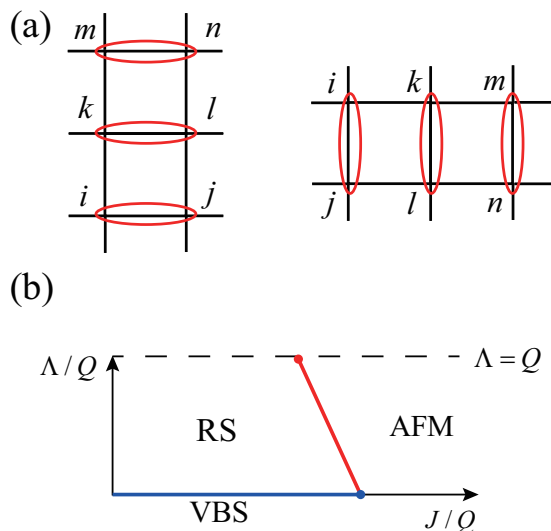 (a)
m n
k l
i j
i k m
j l n
(b)
Λ / Q
Λ = Q
RS AFM
VBS
J / Q